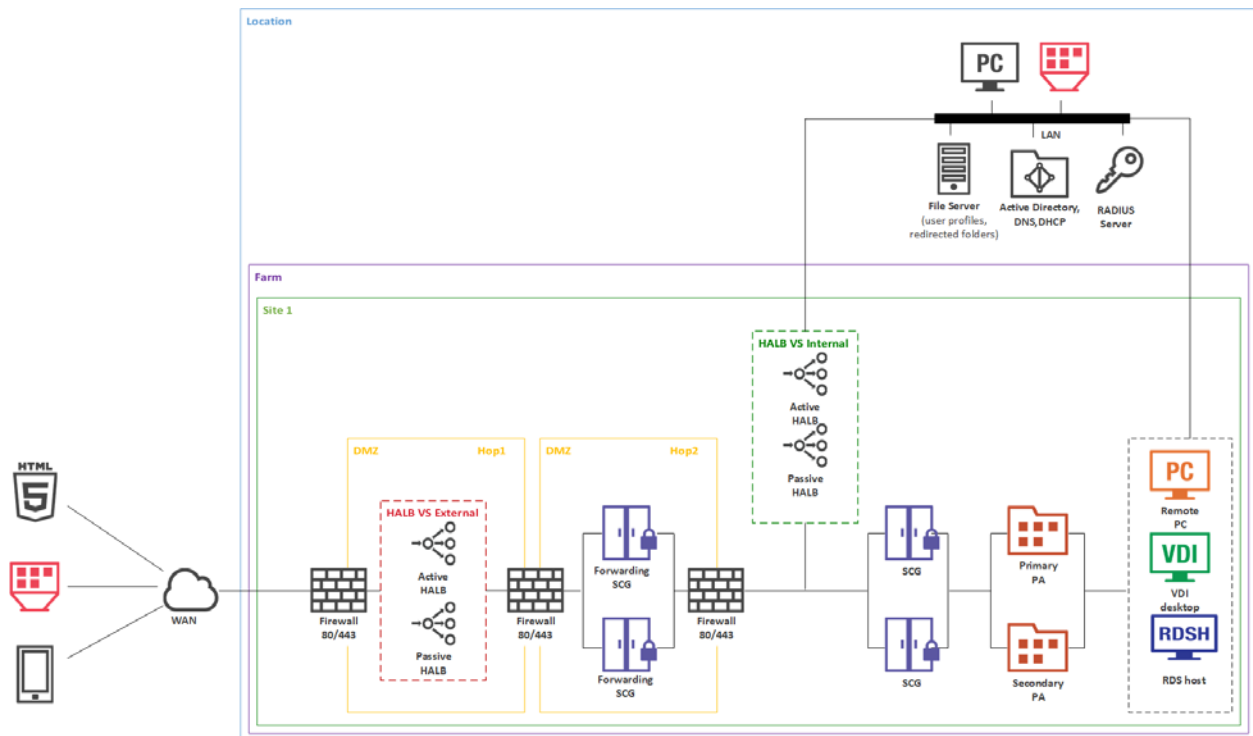 Location
PC
LAN
File Server
(user profiles,
redirected folders)
Active Directory,
DNS,DHCP
RADIUS
Server
Farm
Site 1
HALB VS Internal
Active
HALB
Passive
HALB
DMZ
Hop1
DMZ
Hop2
HALB VS External
Active
HALB
Passive
HALB
HTML
5
WAN
Firewall
80/443
Firewall
80/443
Forwarding
SCG
Forwarding
SCG
Firewall
80/443
SCG
SCG
Primary
PA
Secondary
PA
PC
Remote
PC
VDI
VDI
desktop
RDSH
RDS host